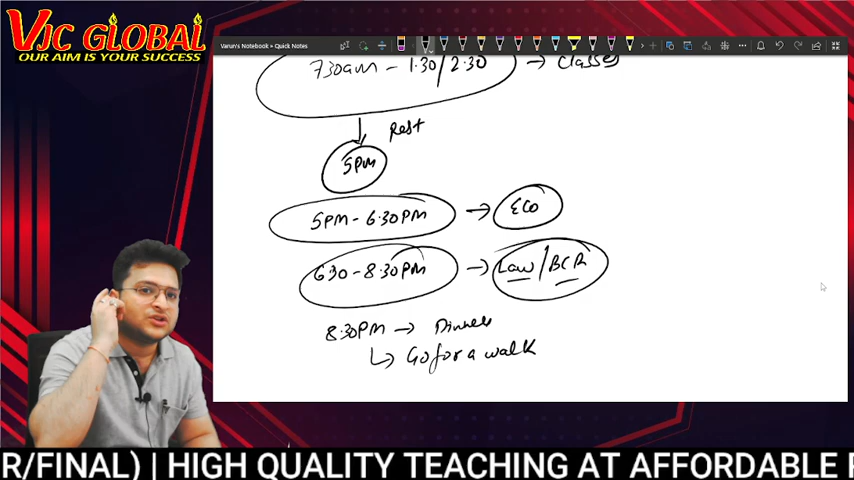 VJC GLOBAL
OUR AIM IS YOUR SUCCESS
Varun's Notebook » Quick Notes
730am - 1.30/2.30 → Classes
Rest
5PM
5PM - 6.30PM → ECO
630 - 8.30PM → Law/BCR
8.30PM → Dinner
↳ Go for a walk
R/FINAL) | HIGH QUALITY TEACHING AT AFFORDABLE